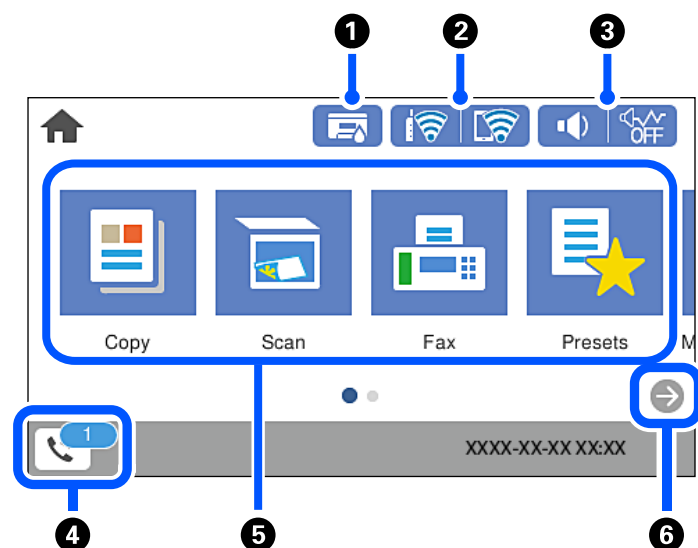 1 2 3
OFF
Copy Scan Fax Presets M
1
XXXX-XX-XX XX:XX
4 5 6